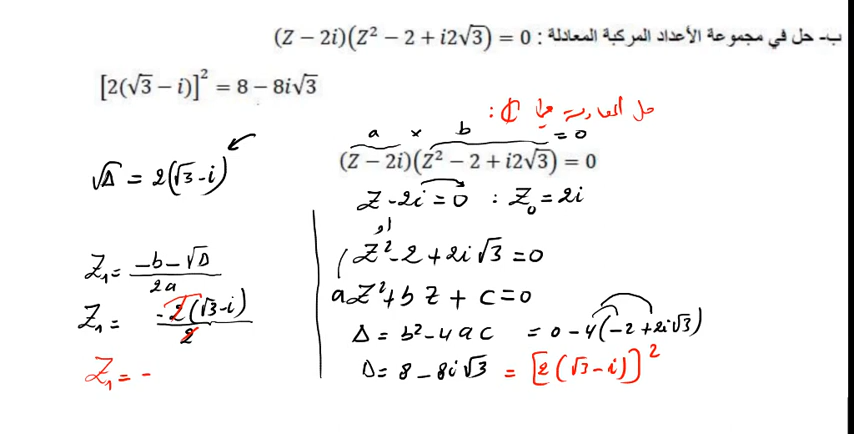 ب- حل في مجموعة الأعداد المركبة المعادلة : (Z − 2i)(Z² − 2 + i2√3) = 0
[2(√3 − i)]² = 8 − 8i√3
حل المعادلة في ℂ :
a × b = 0
(Z − 2i)(Z² − 2 + i2√3) = 0
Z - 2i = 0 : Z₀ = 2i
او
(Z² - 2 + 2i√3 = 0
aZ² + bZ + c = 0
Δ = b² - 4ac = 0 - 4(-2 + 2i√3)
Δ = 8 - 8i√3 = [2(√3-i)]²
√Δ = 2(√3-i)
Z₁ = (-b - √Δ)/2a
Z₁ = -2(√3-i)/2
Z₁ = -